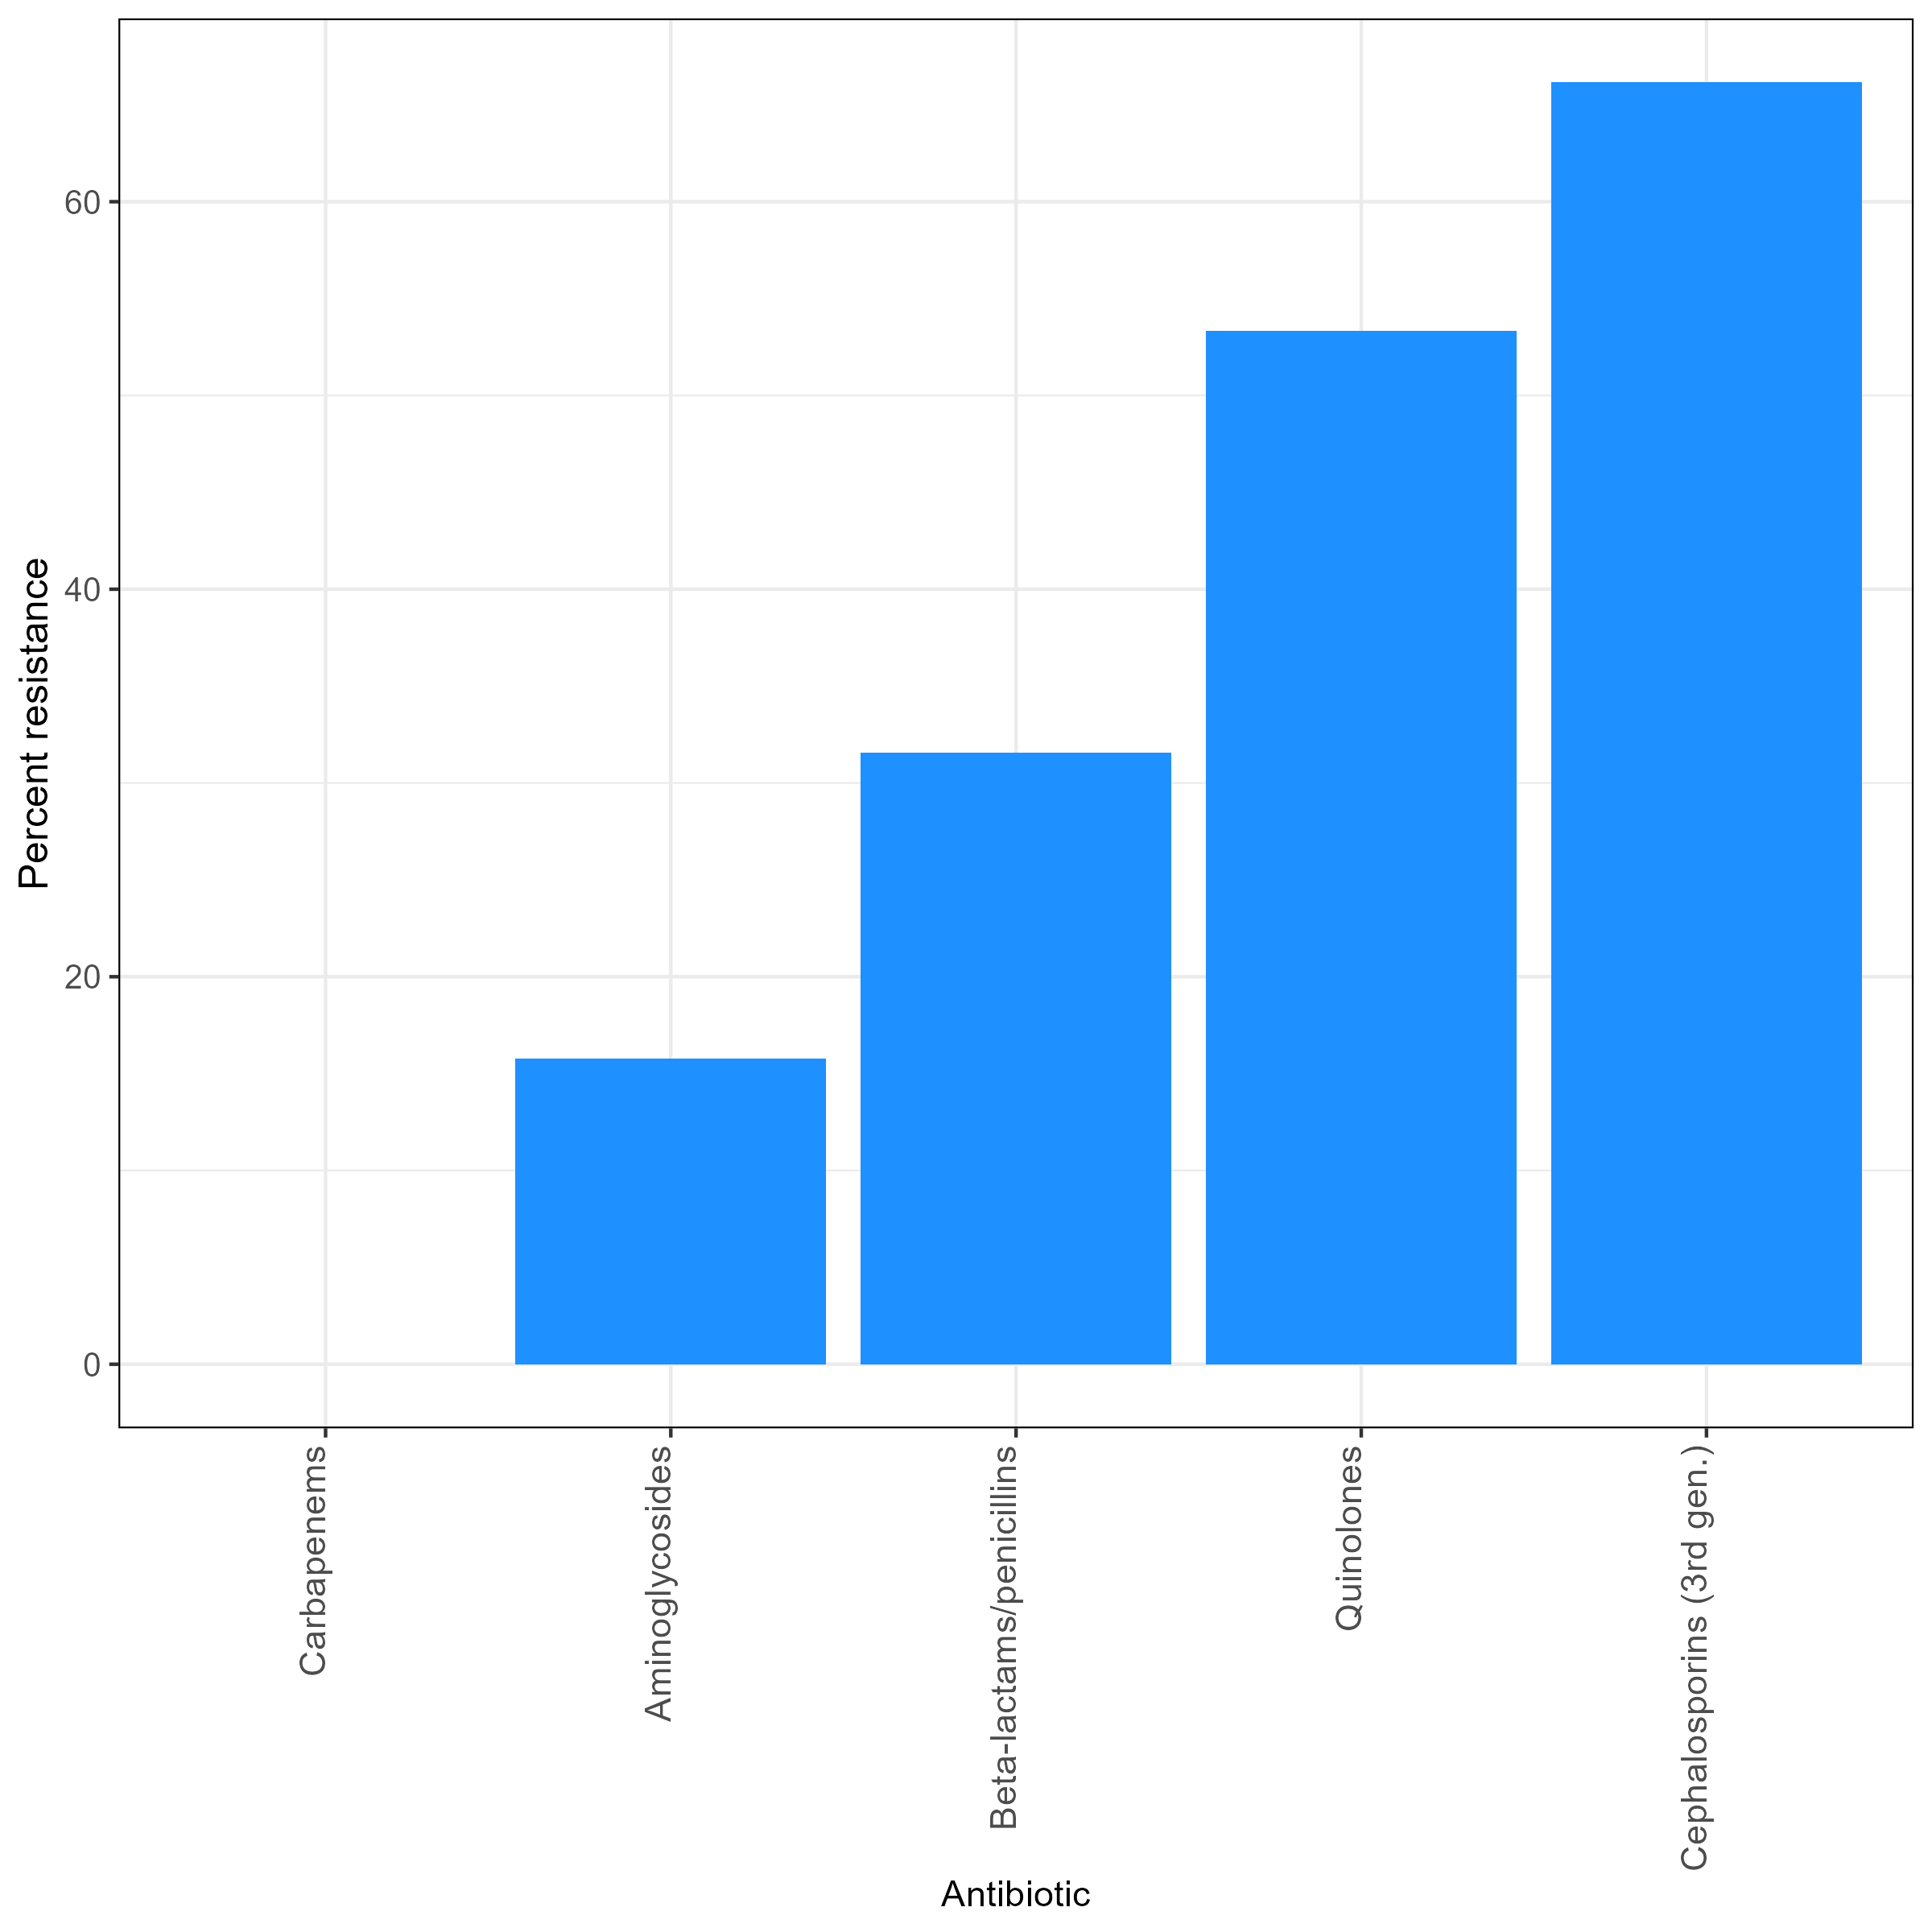 Percent resistance
60
40
20
0
Carbapenems
Aminoglycosides
Beta-lactams/penicillins
Quinolones
Cephalosporins (3rd gen.)
Antibiotic